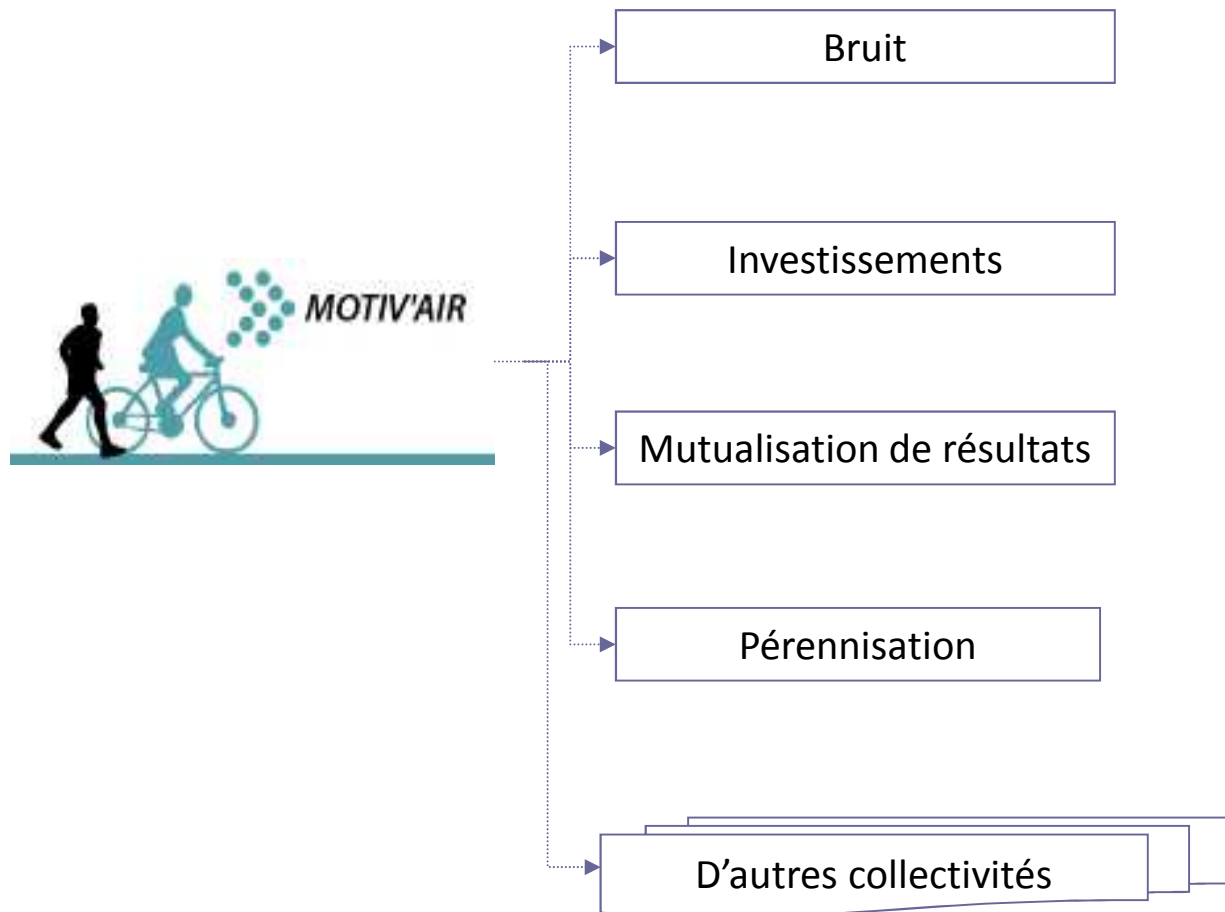 Bruit
Investissements
MOTIV'AIR
Mutualisation de résultats
Pérennisation
D’autres collectivités